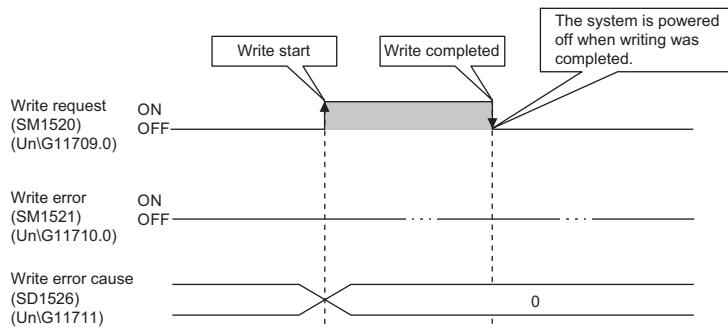 Write start
Write completed
The system is powered
off when writing was
completed.
Write request
(SM1520)
(Un\G11709.0)
ON
OFF
Write error
(SM1521)
(Un\G11710.0)
ON
OFF
Write error cause
(SD1526)
(Un\G11711)
0